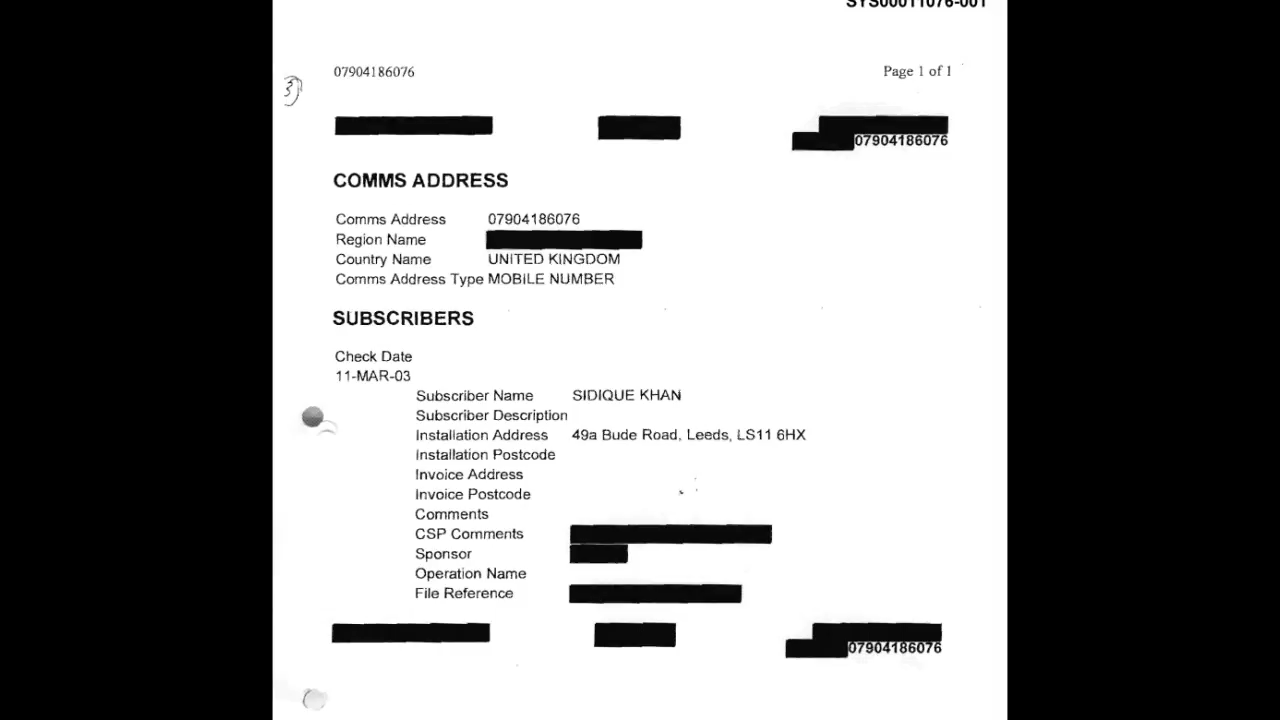 SYS00011076-001
07904186076 Page 1 of 1
3)
07904186076
COMMS ADDRESS
Comms Address 07904186076
Region Name
Country Name UNITED KINGDOM
Comms Address Type MOBILE NUMBER
SUBSCRIBERS
Check Date
11-MAR-03
Subscriber Name SIDIQUE KHAN
Subscriber Description
Installation Address 49a Bude Road, Leeds, LS11 6HX
Installation Postcode
Invoice Address
Invoice Postcode
Comments
CSP Comments
Sponsor
Operation Name
File Reference
07904186076